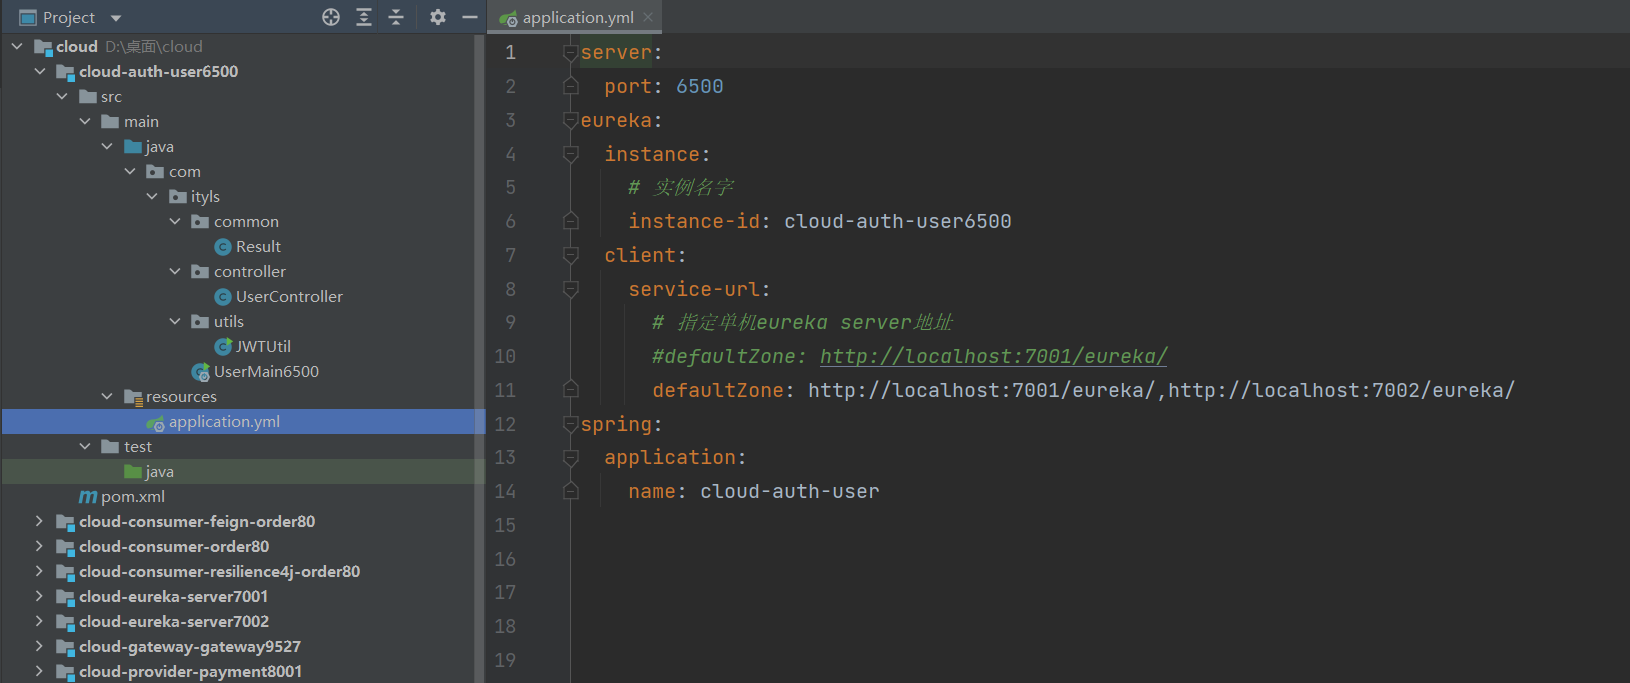 Project
cloud D:\桌面\cloud
cloud-auth-user6500
src
main
java
com
ityls
common
Result
controller
UserController
utils
JWTUtil
UserMain6500
resources
application.yml
test
java
pom.xml
cloud-consumer-feign-order80
cloud-consumer-order80
cloud-consumer-resilience4j-order80
cloud-eureka-server7001
cloud-eureka-server7002
cloud-gateway-gateway9527
cloud-provider-payment8001
application.yml
1 server:
2 port: 6500
3 eureka:
4 instance:
5 # 实例名字
6 instance-id: cloud-auth-user6500
7 client:
8 service-url:
9 # 指定单机eureka server地址
10 #defaultZone: http://localhost:7001/eureka/
11 defaultZone: http://localhost:7001/eureka/,http://localhost:7002/eureka/
12 spring:
13 application:
14 name: cloud-auth-user
15
16
17
18
19